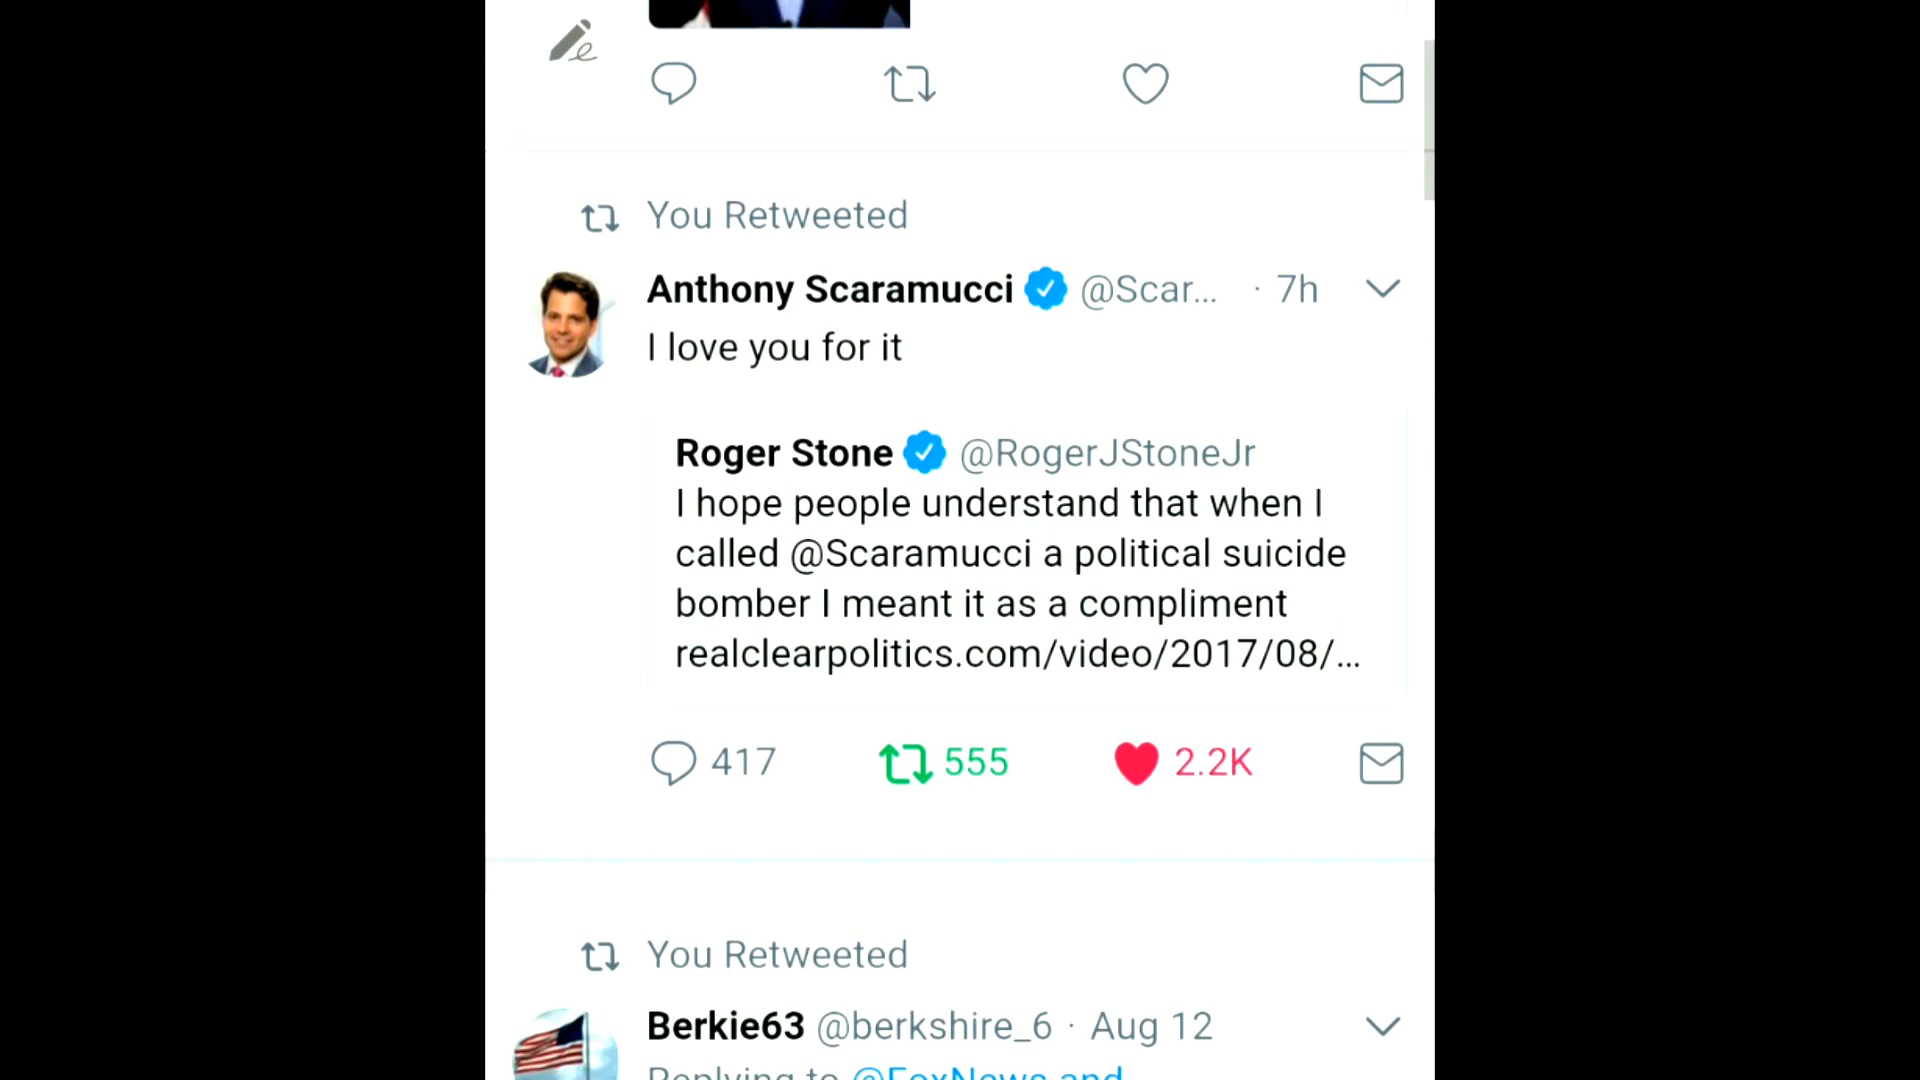 You Retweeted
Anthony Scaramucci @Scar... · 7h
I love you for it
Roger Stone @RogerJStoneJr
I hope people understand that when I
called @Scaramucci a political suicide
bomber I meant it as a compliment
realclearpolitics.com/video/2017/08/...
417 555 2.2K
You Retweeted
Berkie63 @berkshire_6 · Aug 12
Replying to @FoxNews and